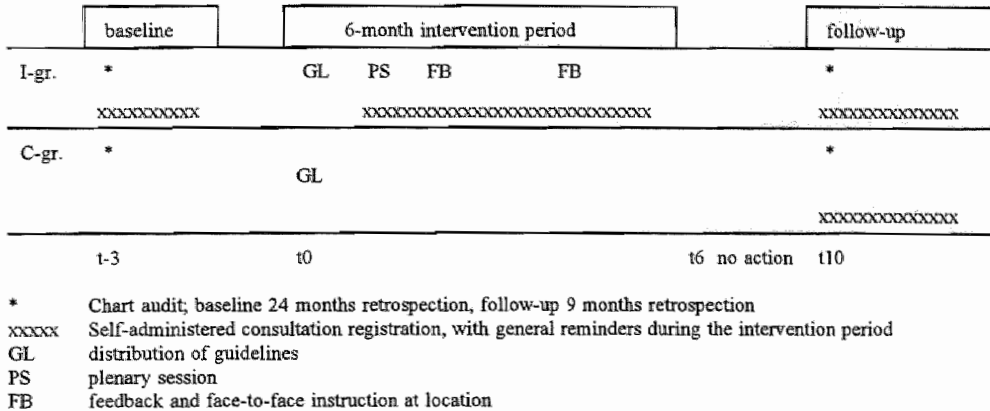 baseline 6-month intervention period follow-up
I-gr. * GL PS FB FB *
xxxxxxxxxx xxxxxxxxxxxxxxxxxxxxxxxxxxxxx xxxxxxxxxxxxxx
C-gr. * *
GL
xxxxxxxxxxxxxx
t-3 t0 t6 no action t10
* Chart audit; baseline 24 months retrospection, follow-up 9 months retrospection
xxxxx Self-administered consultation registration, with general reminders during the intervention period
GL distribution of guidelines
PS plenary session
FB feedback and face-to-face instruction at location